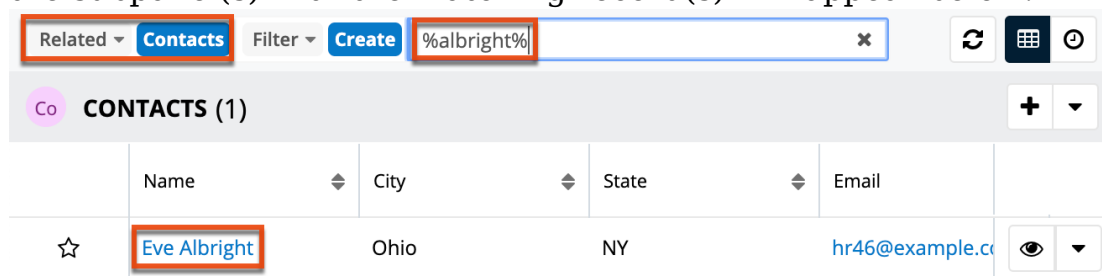 Related Contacts Filter Create %albright%
Co CONTACTS (1)
Name City State Email
Eve Albright Ohio NY hr46@example.co